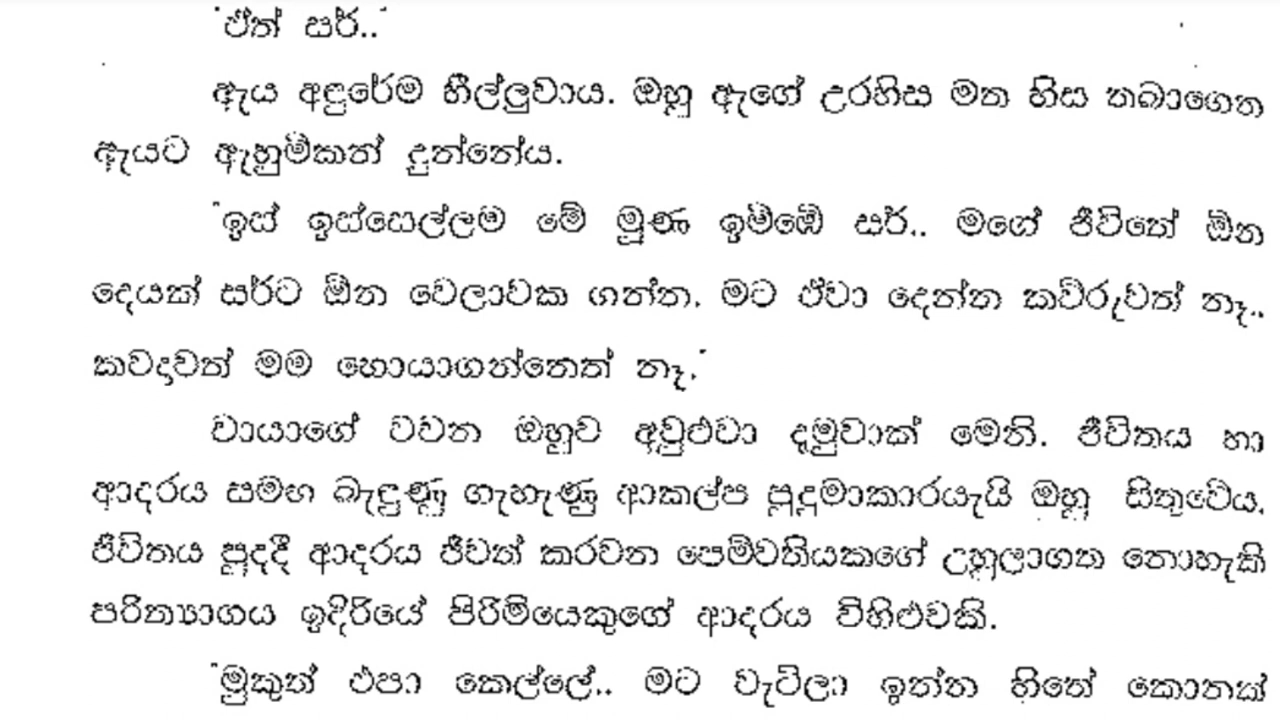 "ඒත් සර්.."
ඇය අඳුරේම හීල්ලුවාය. ඔහු ඇගේ උරහිස මත හිස තබාගෙන
ඇයට ඇහුම්කන් දුන්නේය.
"ඉස් ඉස්සෙල්ලම මේ මූණ ඉම්බේ සර්.. මගේ ජීවිතේ ඕන
දෙයක් සර්ට ඕන වෙලාවක ගන්න. මට ඒවා දෙන්න කව්රුවත් නෑ..
කවදාවත් මම හොයාගන්නෙත් නෑ."
වායාගේ වචන ඔහුව අවුළුවා දැමුවාක් මෙනි. ජීවිතය හා
ආදරය සමඟ බැඳුණු ගැහැණු ආකල්ප පුදුමාකාරයැයි ඔහු සිතුවේය.
ජීවිතය පුදදී ආදරය ජීවත් කරවන පෙම්වතියකගේ උහුලාගත නොහැකි
පරිත්‍යාගය ඉදිරියේ පිරිමියෙකුගේ ආදරය විහිළුවකි.
"මුකුත් එපා කෙල්ලේ.. මට වැටිලා ඉන්න හිතේ කොනක්